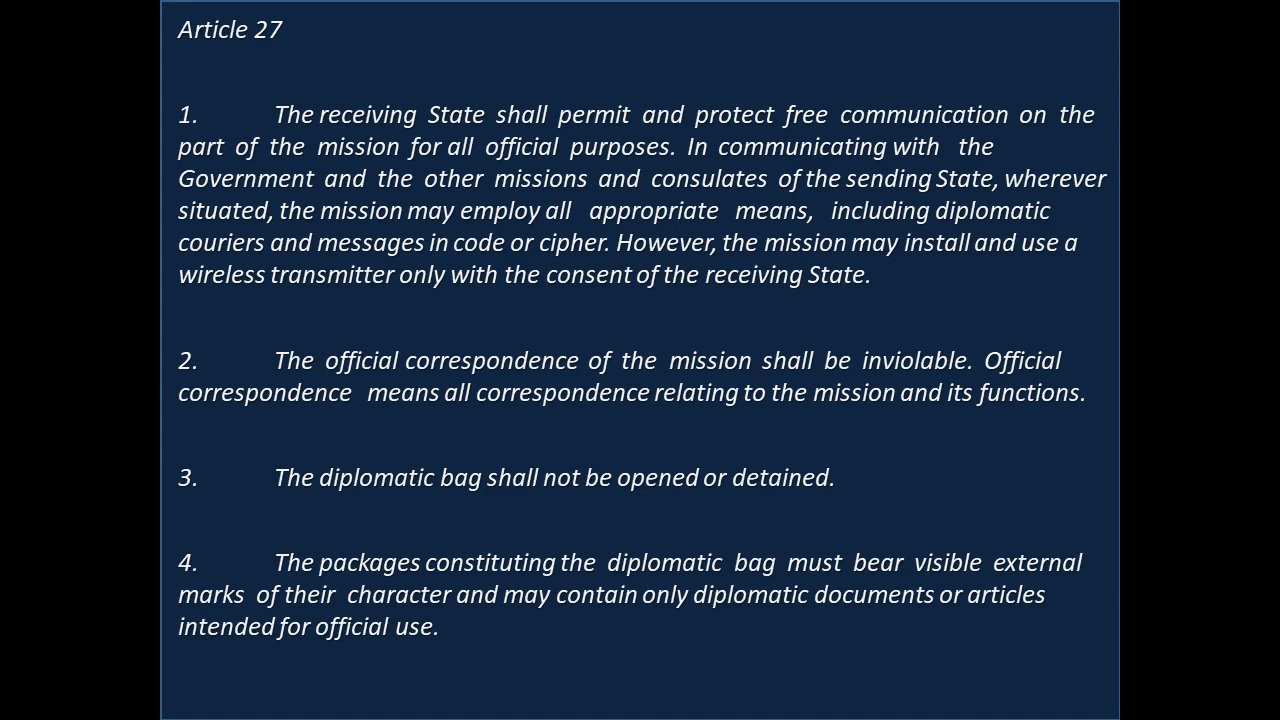 Article 27
1. The receiving State shall permit and protect free communication on the
part of the mission for all official purposes. In communicating with the
Government and the other missions and consulates of the sending State, wherever
situated, the mission may employ all appropriate means, including diplomatic
couriers and messages in code or cipher. However, the mission may install and use a
wireless transmitter only with the consent of the receiving State.
2. The official correspondence of the mission shall be inviolable. Official
correspondence means all correspondence relating to the mission and its functions.
3. The diplomatic bag shall not be opened or detained.
4. The packages constituting the diplomatic bag must bear visible external
marks of their character and may contain only diplomatic documents or articles
intended for official use.